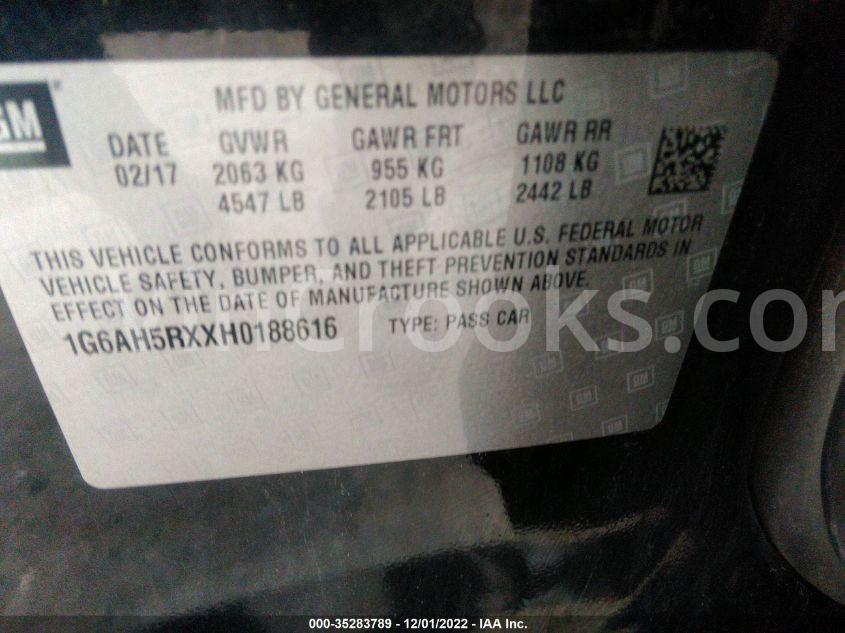 GM
MFD BY GENERAL MOTORS LLC
DATE GVWR GAWR FRT GAWR RR
02/17 2063 KG 955 KG 1108 KG
4547 LB 2105 LB 2442 LB
THIS VEHICLE CONFORMS TO ALL APPLICABLE U.S. FEDERAL MOTOR
VEHICLE SAFETY, BUMPER, AND THEFT PREVENTION STANDARDS IN
EFFECT ON THE DATE OF MANUFACTURE SHOWN ABOVE.
1G6AH5RXXH0188616 TYPE: PASS CAR
000-35283789 - 12/01/2022 - IAA Inc.